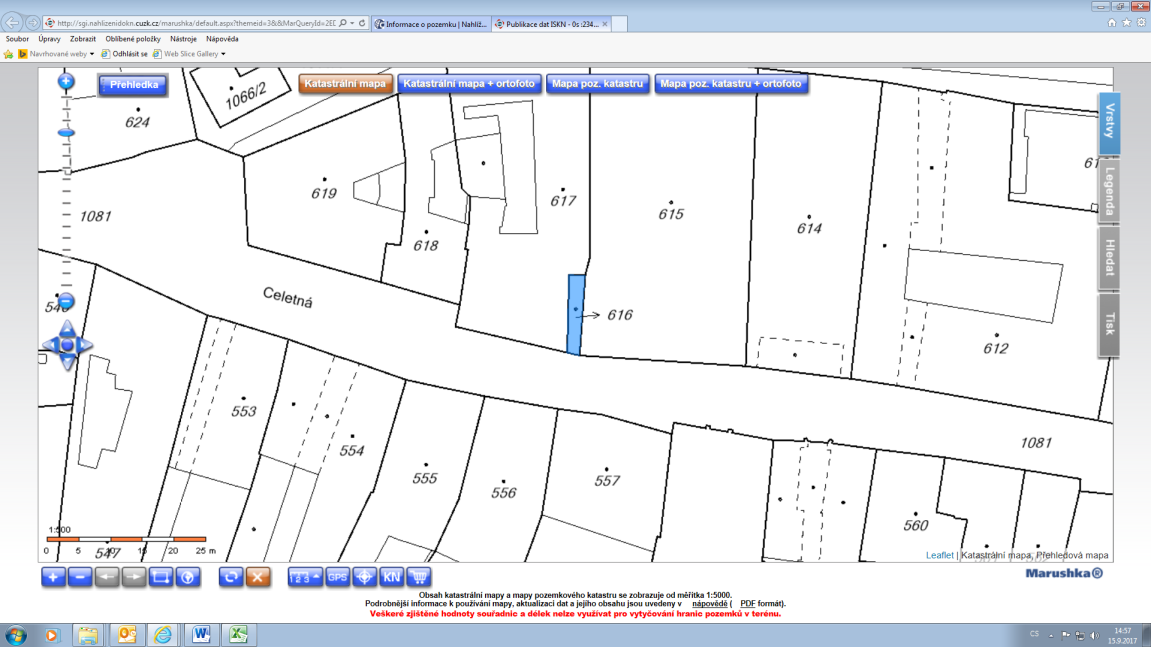 http://sgi.nahlizenidokn.cuzk.cz/marushka/default.aspx?themeid=3&&MarQueryId=2ED
Informace o pozemku | Nahlíž...
Publikace dat ISKN - 0s :234...
Soubor Úpravy Zobrazit Oblíbené položky Nástroje Nápověda
Navrhované weby
Odhlásit se
Web Slice Gallery
Přehledka
Katastrální mapa
Katastrální mapa + ortofoto
Mapa poz. katastru
Mapa poz. katastru + ortofoto
Vrstvy
Legenda
Hledat
Tisk
1066/2
624
619
617
615
614
1081
618
Celetná
616
612
553
554
555
556
557
1081
560
547
1:500
0 5 10 15 20 25 m
Leaflet | Katastrální mapa, Přehledová mapa
1 2 3
GPS
KN
Marushka®
Obsah katastrální mapy a mapy pozemkového katastru se zobrazuje od měřítka 1:5000.
Podrobnější informace k používání mapy, aktualizaci dat a jejího obsahu jsou uvedeny v nápovědě ( PDF formát).
Veškeré zjištěné hodnoty souřadnic a délek nelze využívat pro vytyčování hranic pozemků v terénu.
CS
14:57
15.9.2017